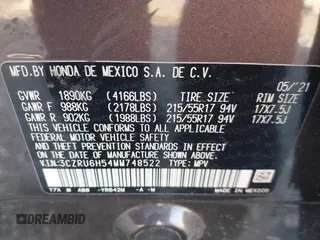 MFD.BY HONDA DE MEXICO S.A. DE C.V.
05/'21
GVWR 1890KG (4166LBS) TIRE SIZE RIM SIZE
GAWR F 988KG (2178LBS) 215/55R17 94V 17X7.5J
GAWR R 902KG (1988LBS) 215/55R17 94V 17X7.5J
THIS VEHICLE CONFORMS TO ALL APPLICABLE
FEDERAL MOTOR VEHICLE SAFETY STANDARDS
IN EFFECT ON THE DATE OF MANUFACTURE
SHOWN ABOVE.
V.I.N:3CZRU6H54MM748522 TYPE: MPV
MADE IN MEXICO
DREAMBID.COM